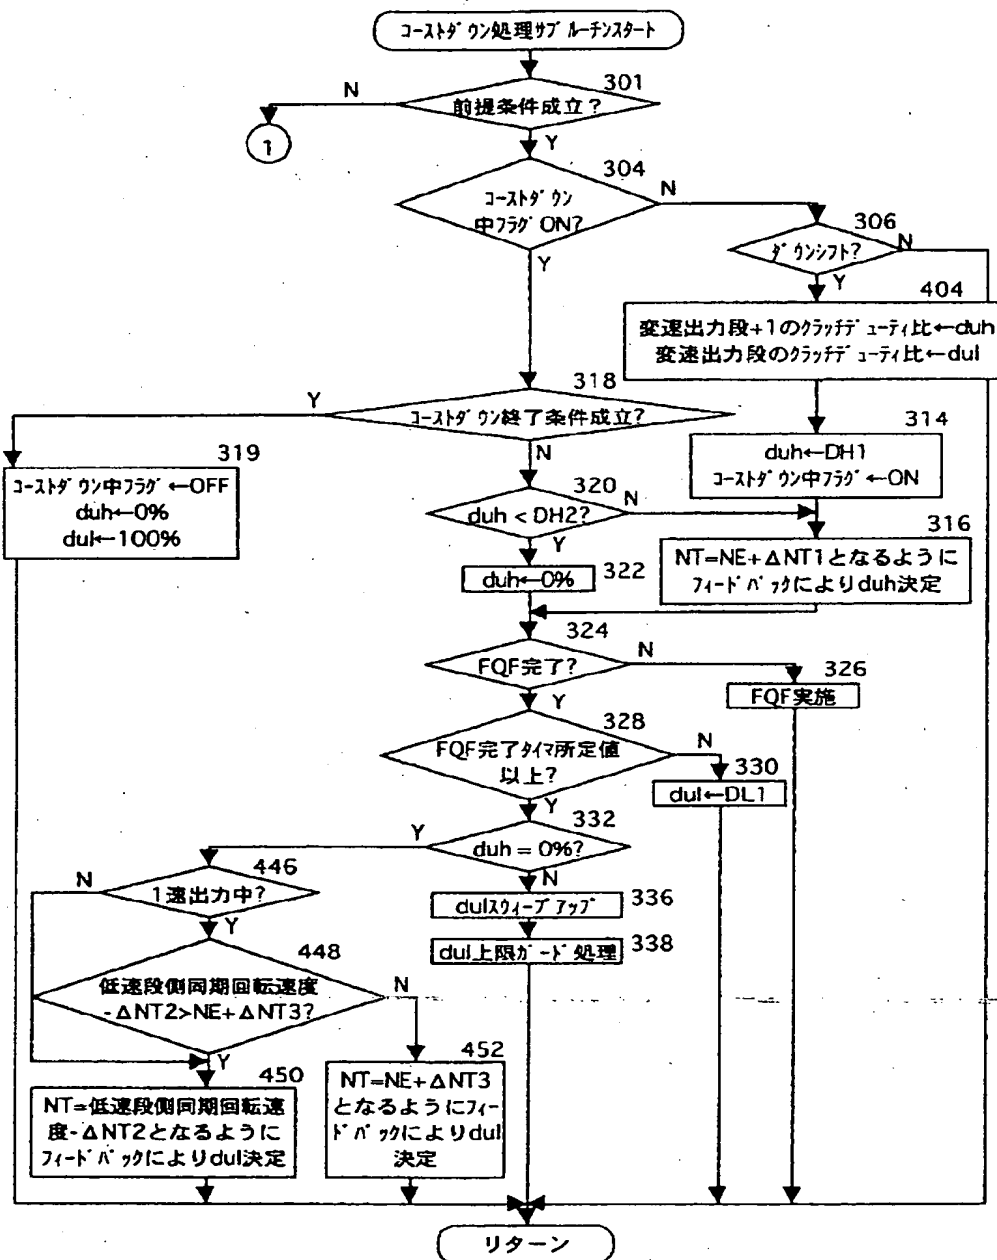 コーストダウン処理サブルーチンスタート
301
N
前提条件成立?
1
Y
304
コーストダウン
中フラグON?
N
306
ダウンシフト?
N
Y
Y
404
変速出力段+1のクラッチデューティ比←duh
変速出力段のクラッチデューティ比←dul
318
Y
コーストダウン終了条件成立?
314
duh←DH1
コーストダウン中フラグ←ON
N
319
コーストダウン中フラグ←OFF
duh←0%
dul←100%
320
duh < DH2?
N
316
NT=NE+ΔNT1となるように
フィードバックによりduh決定
Y
duh←0%
322
324
FQF完了?
N
326
FQF実施
Y
328
FQF完了タイマ所定値
以上?
N
330
dul←DL1
Y
332
Y
duh = 0%?
446
N
1速出力中?
N
dulスウィープアップ
336
Y
dul上限ガード処理
338
448
低速段側同期回転速度
-ΔNT2>NE+ΔNT3?
N
Y
450
NT=低速段側同期回転速
度-ΔNT2となるように
フィードバックによりdul決定
452
NT=NE+ΔNT3
となるようにフィー
ドバックによりdul
決定
リターン